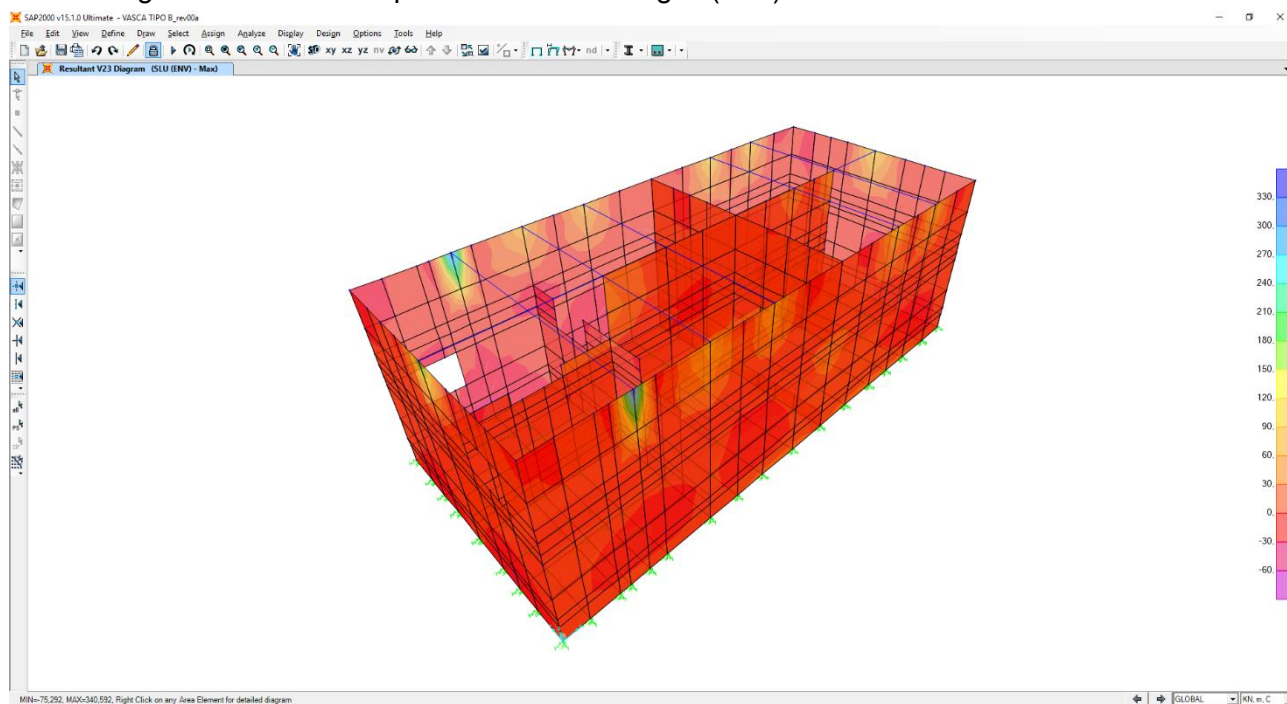 SAP2000 v15.1.0 Ultimate - VASCA TIPO B_rev00a
File Edit View Define Draw Select Assign Analyze Display Design Options Tools Help
xy xz yz nv nd
Resultant V23 Diagram (SLU (ENV) - Max)
330.
300.
270.
240.
210.
180.
150.
120.
90.
60.
30.
0.
-30.
-60.
MIN=-75,292, MAX=340,592, Right Click on any Area Element for detailed diagram
GLOBAL
KN, m, C